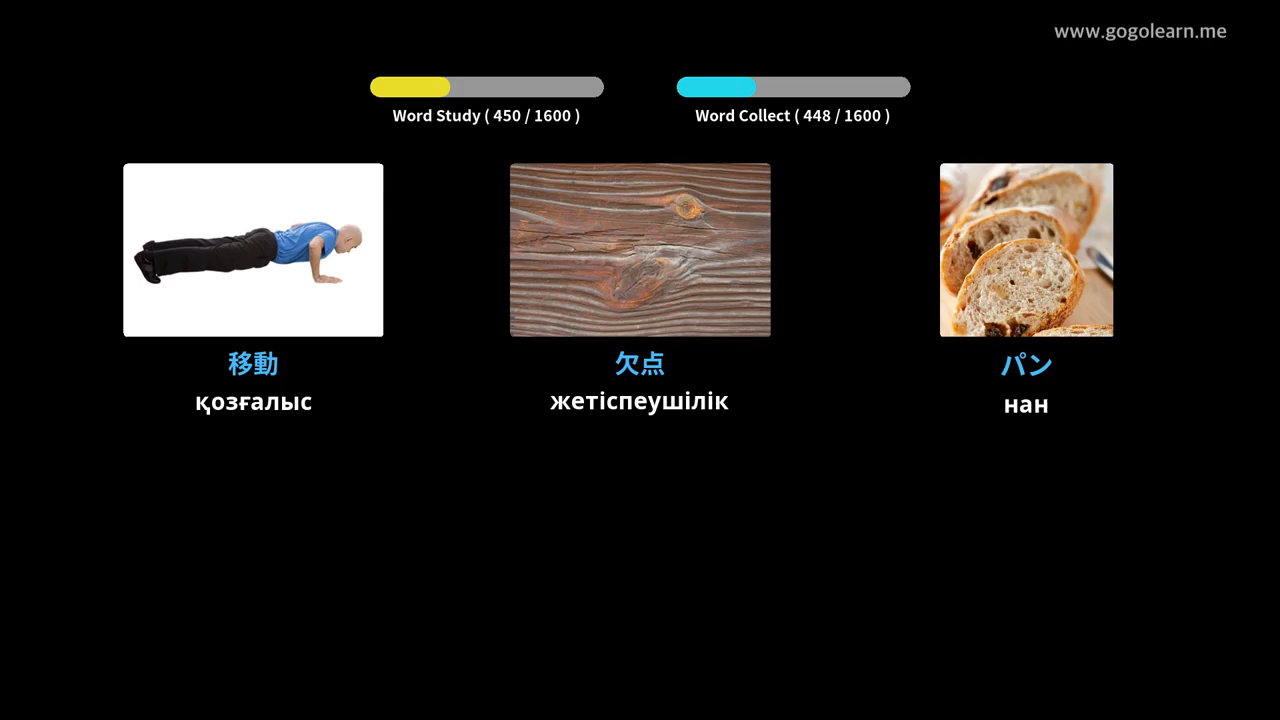 www.gogolearn.me
Word Study ( 450 / 1600 )
Word Collect ( 448 / 1600 )
移動
қозғалыс
欠点
жетіспеушілік
パン
нан